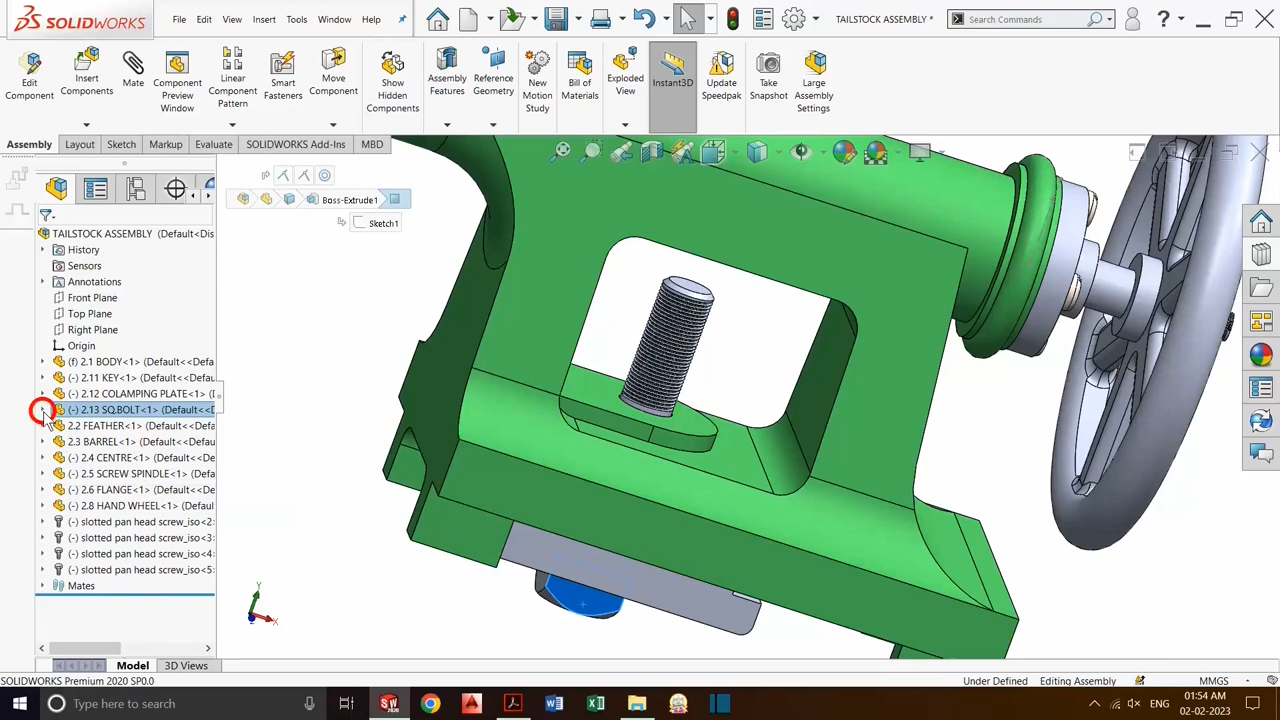 SOLIDWORKS
File Edit View Insert Tools Window Help
TAILSTOCK ASSEMBLY *
Search Commands
Edit Component
Insert Components
Mate
Component Preview Window
Linear Component Pattern
Smart Fasteners
Move Component
Show Hidden Components
Assembly Features
Reference Geometry
New Motion Study
Bill of Materials
Exploded View
Instant3D
Update Speedpak
Take Snapshot
Large Assembly Settings
Assembly Layout Sketch Markup Evaluate SOLIDWORKS Add-Ins MBD
Boss-Extrude1
Sketch1
TAILSTOCK ASSEMBLY (Default<Dis
History
Sensors
Annotations
Front Plane
Top Plane
Right Plane
Origin
(f) 2.1 BODY<1> (Default<<Defa
(-) 2.11 KEY<1> (Default<<Defau
(-) 2.12 COLAMPING PLATE<1> (D
(-) 2.13 SQ.BOLT<1> (Default<<D
2.2 FEATHER<1> (Default<<Defau
2.3 BARREL<1> (Default<<Defau
(-) 2.4 CENTRE<1> (Default<<Def
(-) 2.5 SCREW SPINDLE<1> (Defau
(-) 2.6 FLANGE<1> (Default<<Def
(-) 2.8 HAND WHEEL<1> (Default
(-) slotted pan head screw_iso<2>
(-) slotted pan head screw_iso<3>
(-) slotted pan head screw_iso<4>
(-) slotted pan head screw_iso<5>
Mates
Y
X
Model 3D Views
SOLIDWORKS Premium 2020 SP0.0
Under Defined Editing Assembly MMGS
Type here to search
ENG
01:54 AM
02-02-2023